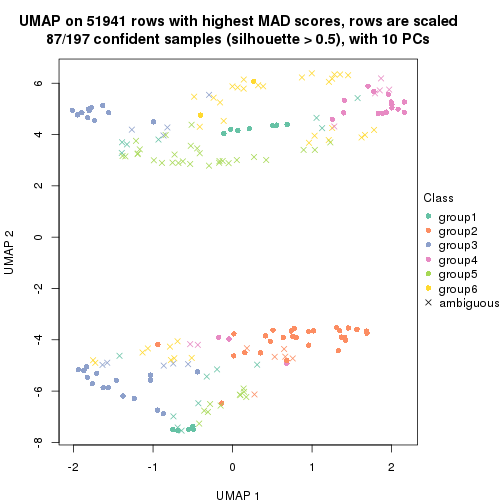 UMAP on 51941 rows with highest MAD scores, rows are scaled
87/197 confident samples (silhouette > 0.5), with 10 PCs
6
4
2
0
-2
-4
-6
-8
UMAP 2
-2
-1
0
1
2
UMAP 1
Class
group1
group2
group3
group4
group5
group6
ambiguous